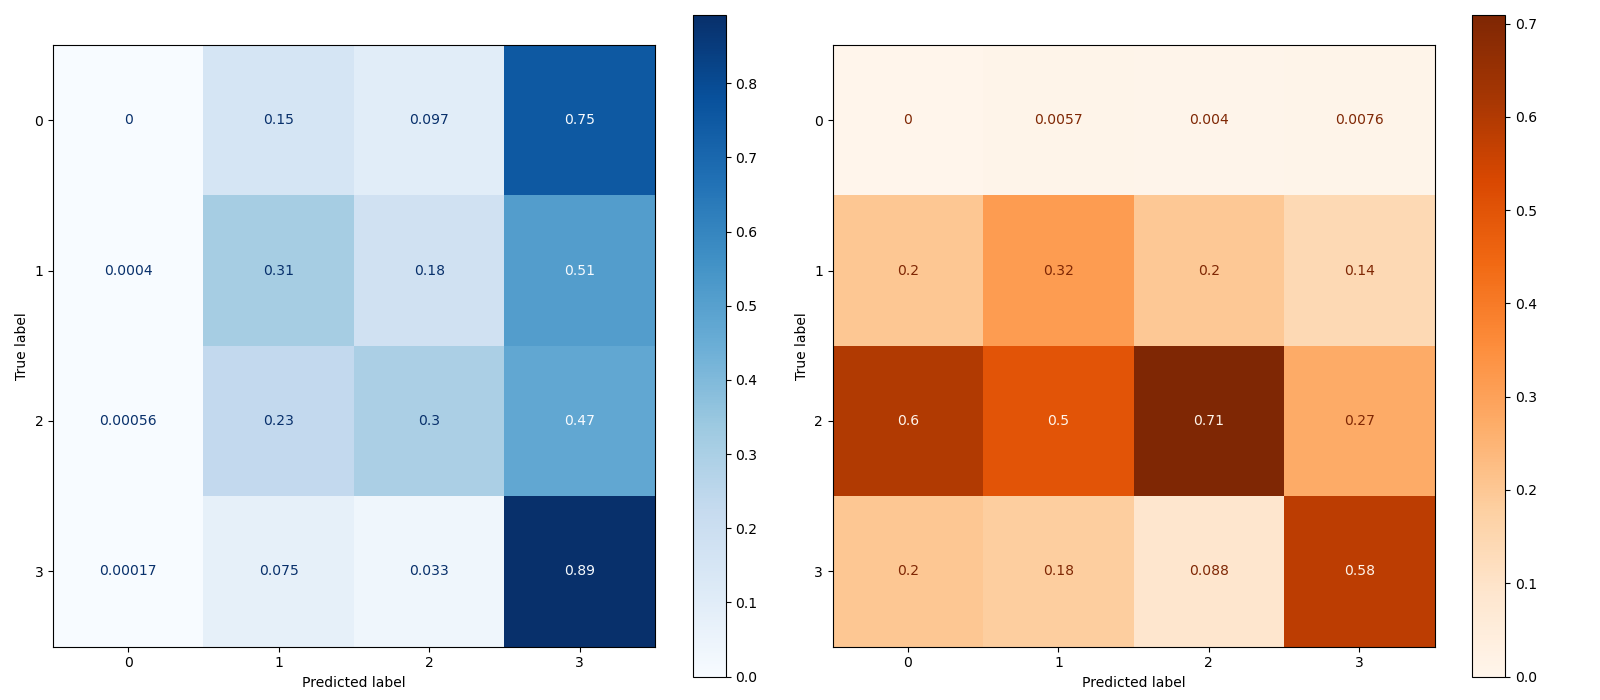 0 0 0.15 0.097 0.75
1 0.0004 0.31 0.18 0.51
2 0.00056 0.23 0.3 0.47
3 0.00017 0.075 0.033 0.89
0 1 2 3
Predicted label
True label
0.8
0.7
0.6
0.5
0.4
0.3
0.2
0.1
0.0
0 0 0.0057 0.004 0.0076
1 0.2 0.32 0.2 0.14
2 0.6 0.5 0.71 0.27
3 0.2 0.18 0.088 0.58
0 1 2 3
Predicted label
True label
0.7
0.6
0.5
0.4
0.3
0.2
0.1
0.0